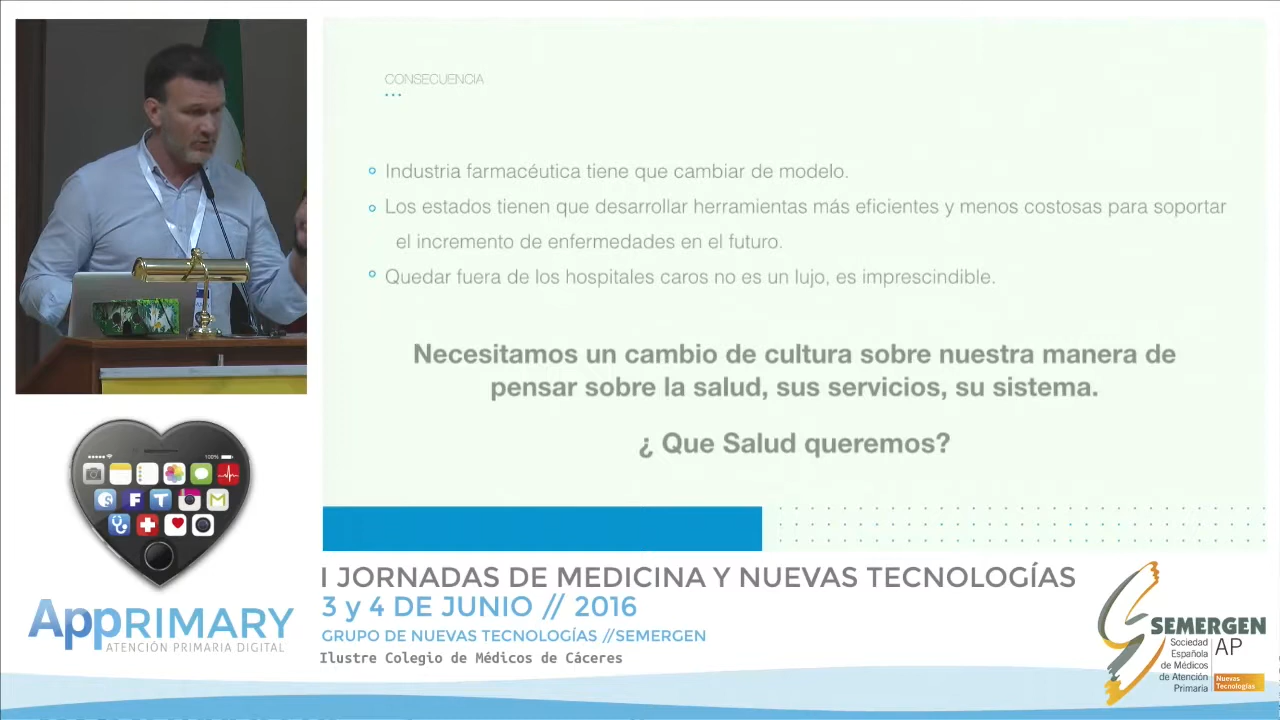 CONSECUENCIA
Industria farmacéutica tiene que cambiar de modelo.
Los estados tienen que desarrollar herramientas más eficientes y menos costosas para soportar
el incremento de enfermedades en el futuro.
Quedar fuera de los hospitales caros no es un lujo, es imprescindible.
Necesitamos un cambio de cultura sobre nuestra manera de
pensar sobre la salud, sus servicios, su sistema.
¿ Que Salud queremos?
100%
F T M
AppRIMARY
ATENCIÓN PRIMARIA DIGITAL
I JORNADAS DE MEDICINA Y NUEVAS TECNOLOGÍAS
3 y 4 DE JUNIO // 2016
GRUPO DE NUEVAS TECNOLOGÍAS //SEMERGEN
Ilustre Colegio de Médicos de Cáceres
SEMERGEN
Sociedad
Española
de Médicos
de Atención
Primaria
AP
Nuevas
Tecnologías